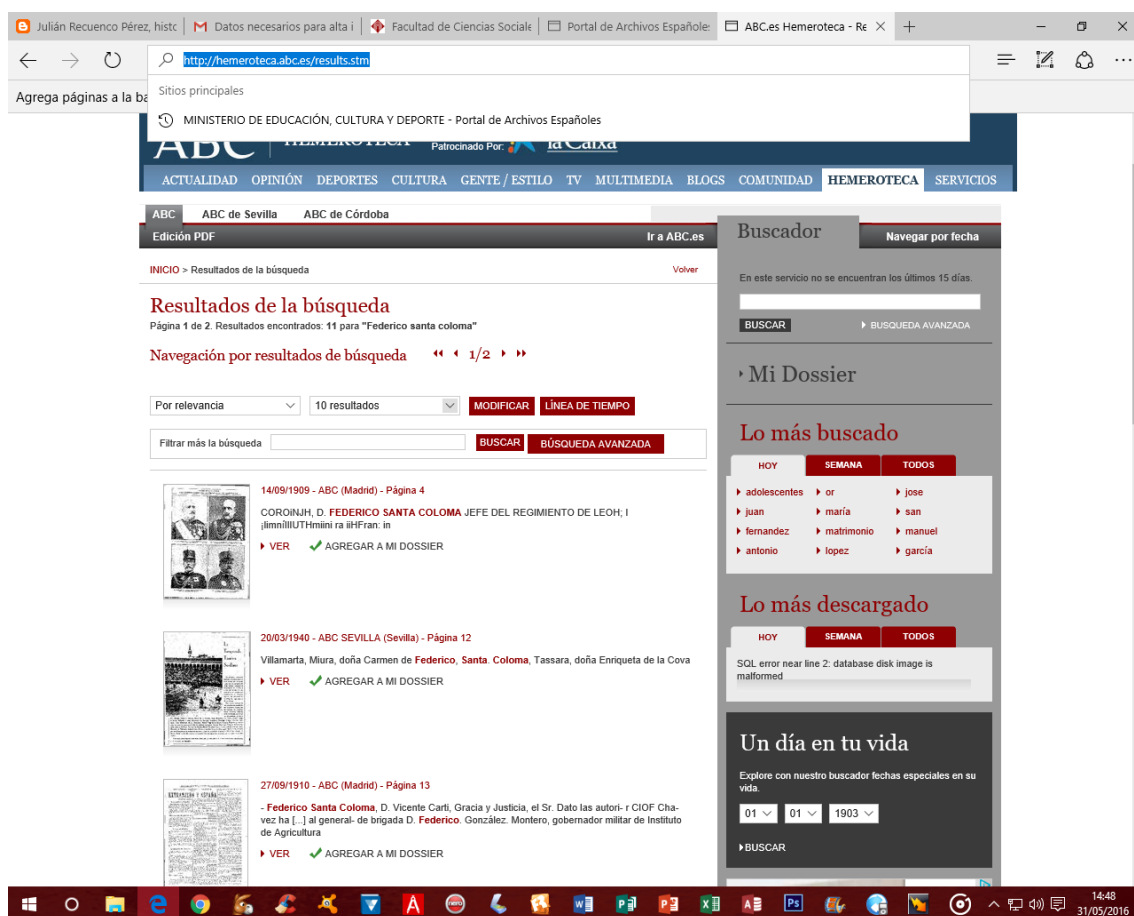 Julián Recuenco Pérez, histc
Datos necesarios para alta i
Facultad de Ciencias Sociale
Portal de Archivos Españole:
ABC.es Hemeroteca - Re
http://hemeroteca.abc.es/results.stm
Agrega páginas a la ba
Sitios principales
MINISTERIO DE EDUCACIÓN, CULTURA Y DEPORTE - Portal de Archivos Españoles
ABC HEMEROTECA Patrocinado Por: la Caixa
ACTUALIDAD OPINIÓN DEPORTES CULTURA GENTE / ESTILO TV MULTIMEDIA BLOGS COMUNIDAD HEMEROTECA SERVICIOS
ABC ABC de Sevilla ABC de Córdoba
Edición PDF Ir a ABC.es
INICIO > Resultados de la búsqueda Volver
Resultados de la búsqueda
Página 1 de 2. Resultados encontrados: 11 para "Federico santa coloma"
Navegación por resultados de búsqueda 1/2
Por relevancia 10 resultados MODIFICAR LÍNEA DE TIEMPO
Filtrar más la búsqueda BUSCAR BÚSQUEDA AVANZADA
14/09/1909 - ABC (Madrid) - Página 4
COROiNJH, D. FEDERICO SANTA COLOMA JEFE DEL REGIMIENTO DE LEOH; I
¡limníIIIUTHmiini ra iiHFran: in
VER AGREGAR A MI DOSSIER
20/03/1940 - ABC SEVILLA (Sevilla) - Página 12
Villamarta, Miura, doña Carmen de Federico, Santa. Coloma, Tassara, doña Enriqueta de la Cova
VER AGREGAR A MI DOSSIER
27/09/1910 - ABC (Madrid) - Página 13
- Federico Santa Coloma, D. Vicente Carti, Gracia y Justicia, el Sr. Dato las autori- r CIOF Cha-
vez ha [...] al general- de brigada D. Federico. González. Montero, gobernador militar de Instituto
de Agricultura
VER AGREGAR A MI DOSSIER
Buscador Navegar por fecha
En este servicio no se encuentran los últimos 15 días.
BUSCAR BUSQUEDA AVANZADA
Mi Dossier
Lo más buscado
HOY SEMANA TODOS
adolescentes or jose
juan maría san
fernandez matrimonio manuel
antonio lopez garcía
Lo más descargado
HOY SEMANA TODOS
SQL error near line 2: database disk image is
malformed
Un día en tu vida
Explore con nuestro buscador fechas especiales en su
vida.
01 01 1903
BUSCAR
14:48
31/05/2016